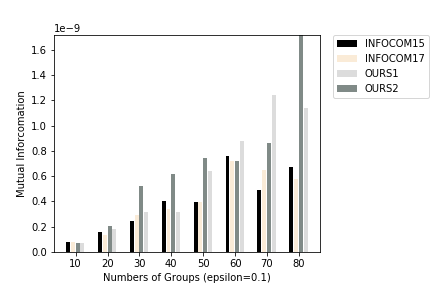 1e−9
1.6
1.4
1.2
1.0
0.8
0.6
0.4
0.2
0.0
Mutual Inforcomation
10 20 30 40 50 60 70 80
Numbers of Groups (epsilon=0.1)
INFOCOM15
INFOCOM17
OURS1
OURS2